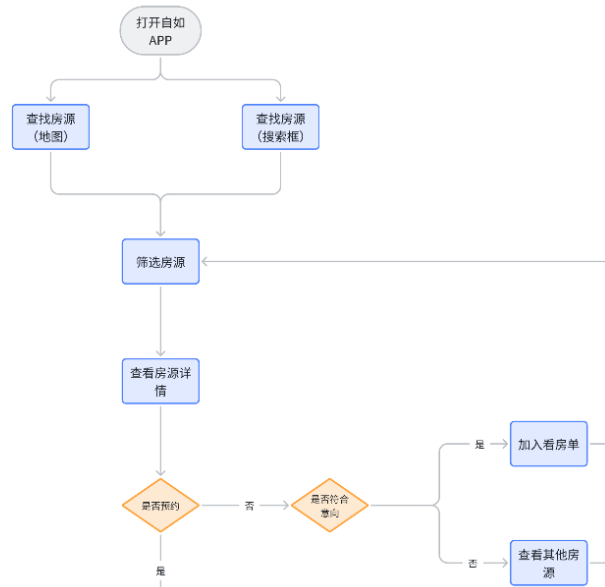 打开自如
APP
查找房源
（地图）
查找房源
（搜索框）
筛选房源
查看房源详
情
是
加入看房单
是否预约
否
是否符合
意向
否
查看其他房
源
是